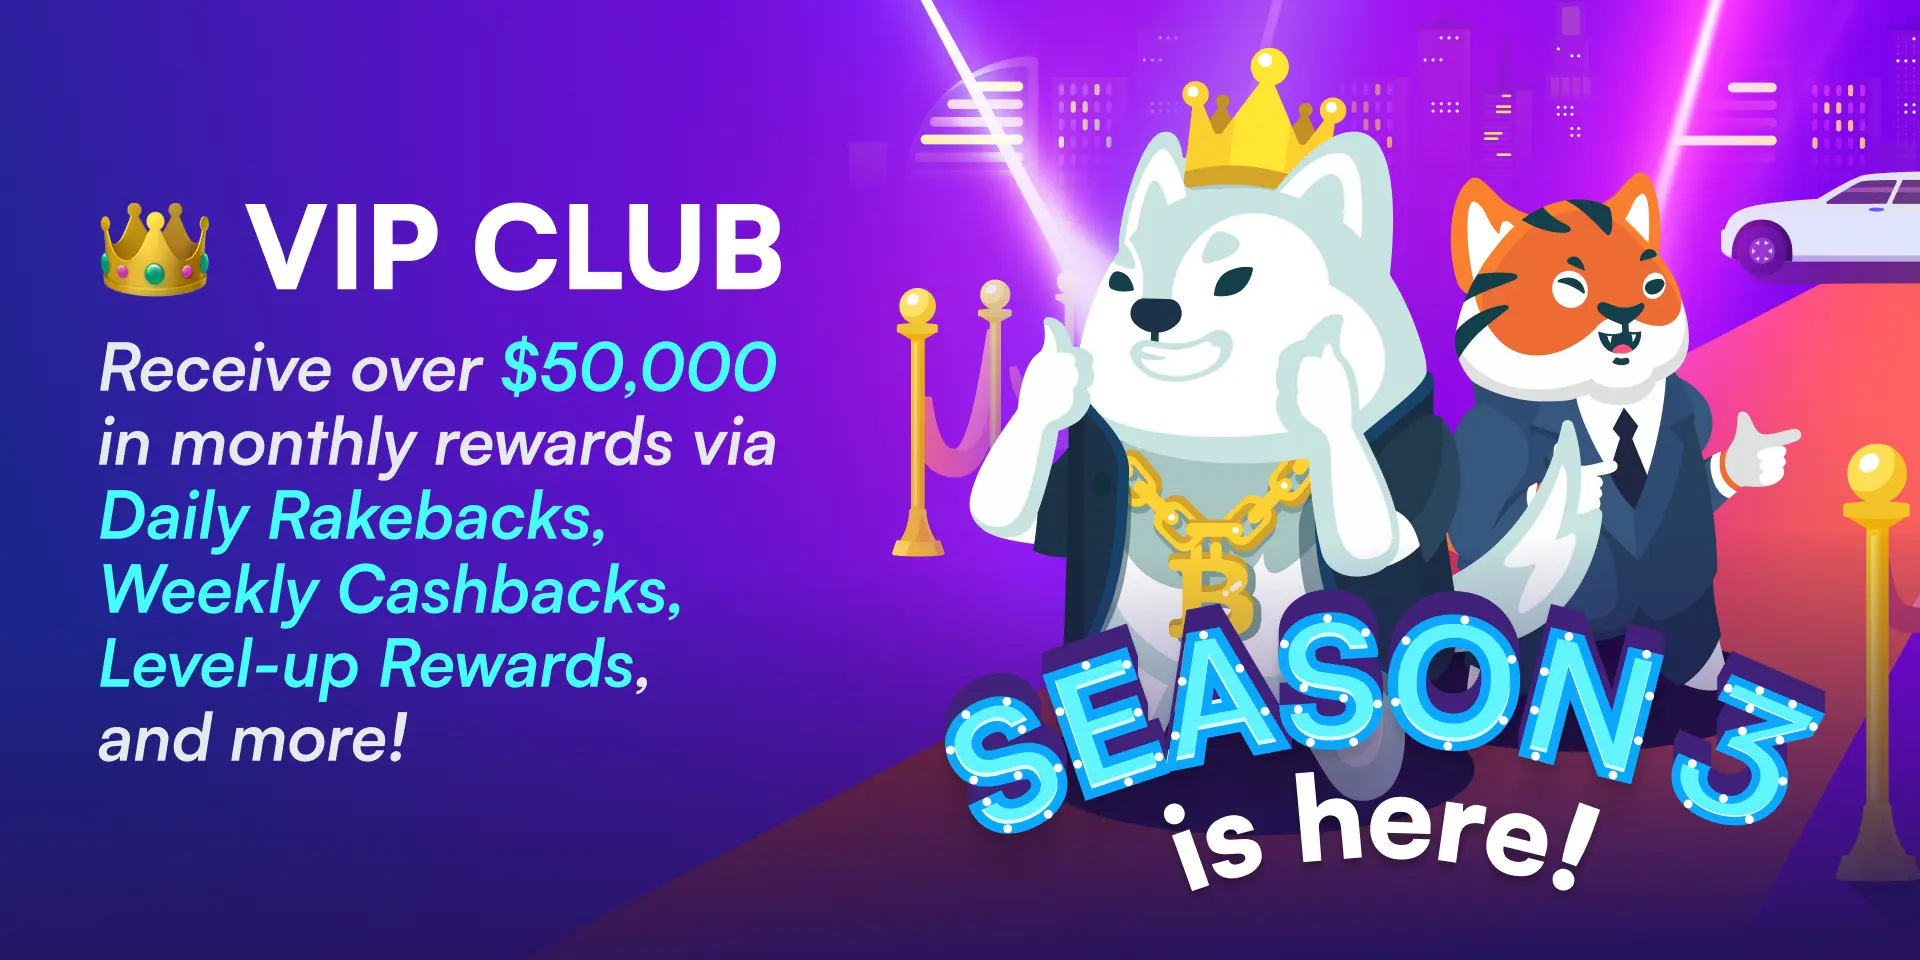 VIP CLUB
Receive over $50,000
in monthly rewards via
Daily Rakebacks,
Weekly Cashbacks,
Level-up Rewards,
and more!
SEASON 3
is here!